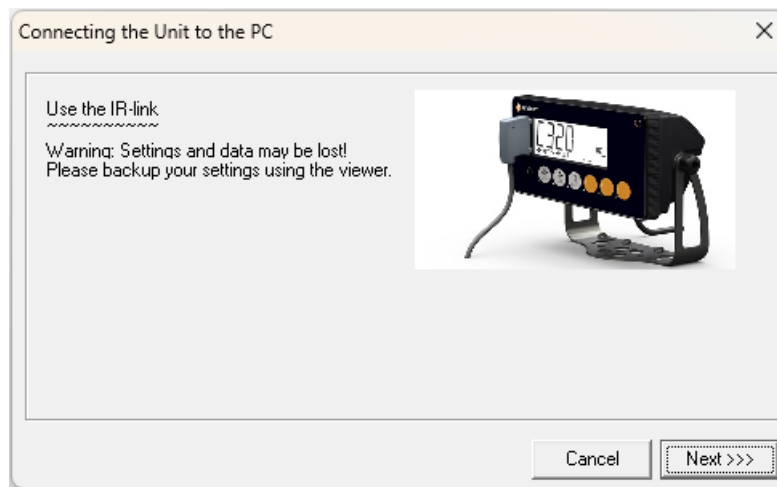 Connecting the Unit to the PC
Use the IR-link
~~~~~~~~~~
Warning: Settings and data may be lost!
Please backup your settings using the viewer.
C320
Cancel
Next >>>